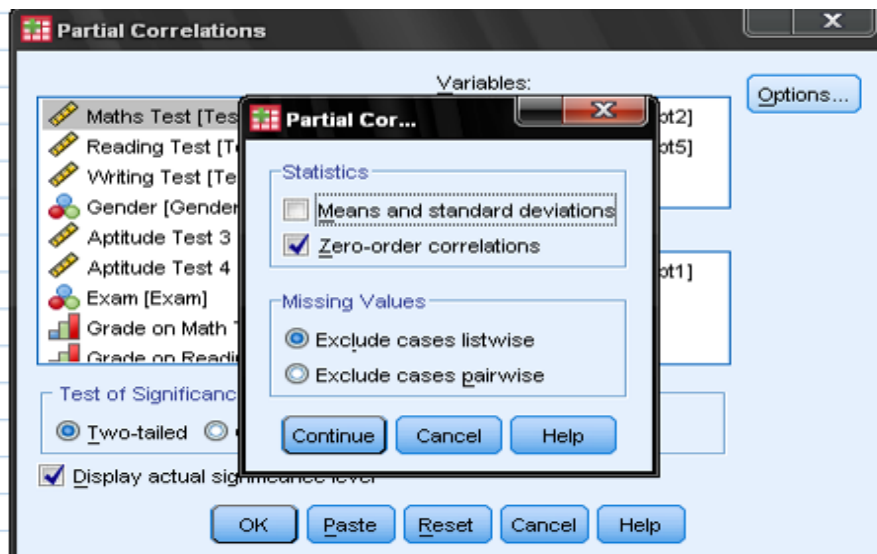 Partial Correlations
Variables:
Options...
Maths Test [Tes
Reading Test [T
Writing Test [Te
Gender [Gender
Aptitude Test 3
Aptitude Test 4
Exam [Exam]
Grade on Math
Grade on Readi
pt2]
pt5]
pt1]
Partial Cor...
Statistics
Means and standard deviations
Zero-order correlations
Missing Values
Exclude cases listwise
Exclude cases pairwise
Continue Cancel Help
Test of Significanc
Two-tailed
Display actual significance level
OK Paste Reset Cancel Help